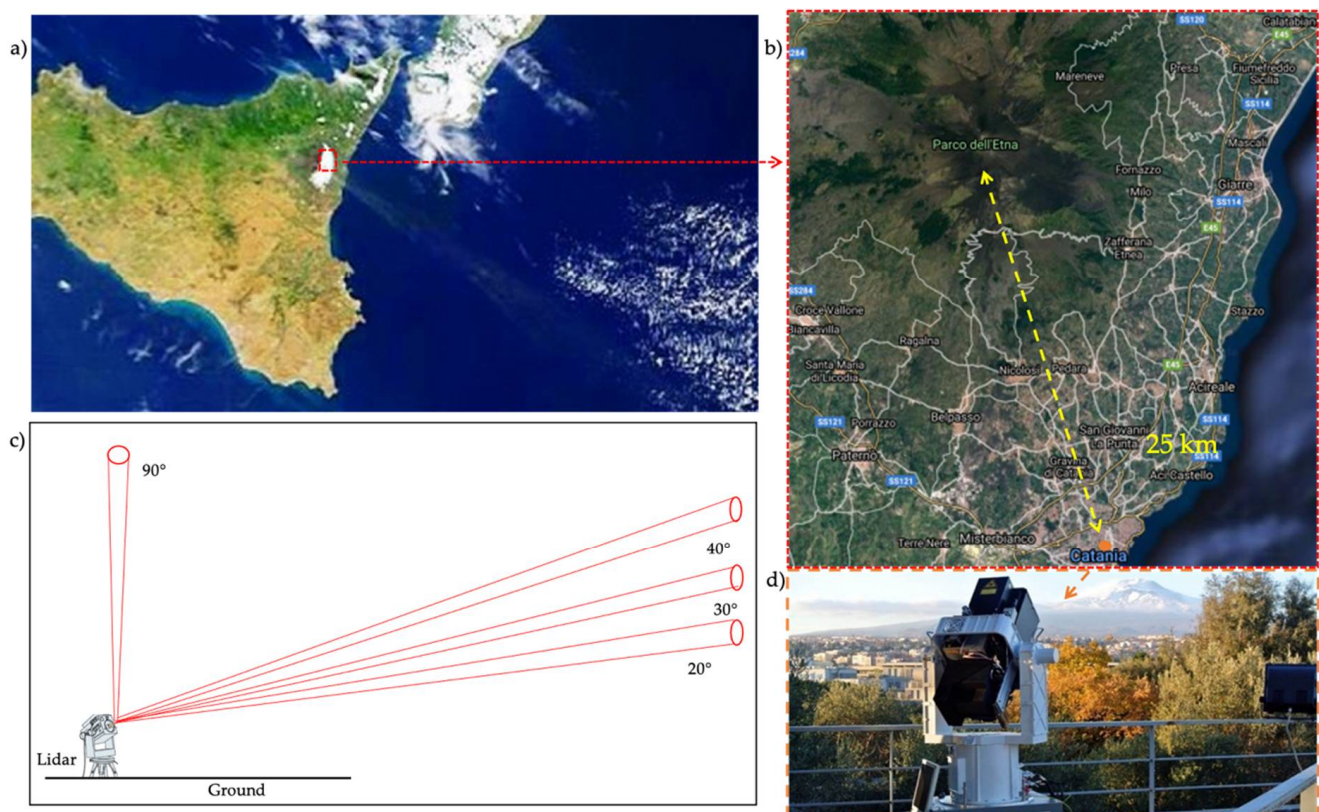 a)
b)
SS120
Calatabian
E45
284
Mareneve
Presa
Fiumefreddo
Sicilia
SS114
Parco dell'Etna
Mascali
Fornazzo
Milo
Giarre
SS114
E45
Zafferana
Etnea
SS284
Croce Vallone
Biancavilla
Stazzo
Ragalna
Santa Maria
di Licodia
Nicolosi
Pedara
E45
Acireale
Belpasso
SS121
Porrazzo
SS114
San Giovanni
La Punta
25 km
Paternò
SS114
Gravina
di Catania
Aci Castello
SS121
Terre Nere
Misterbianco
Catania
c)
90°
40°
30°
20°
Lidar
Ground
d)